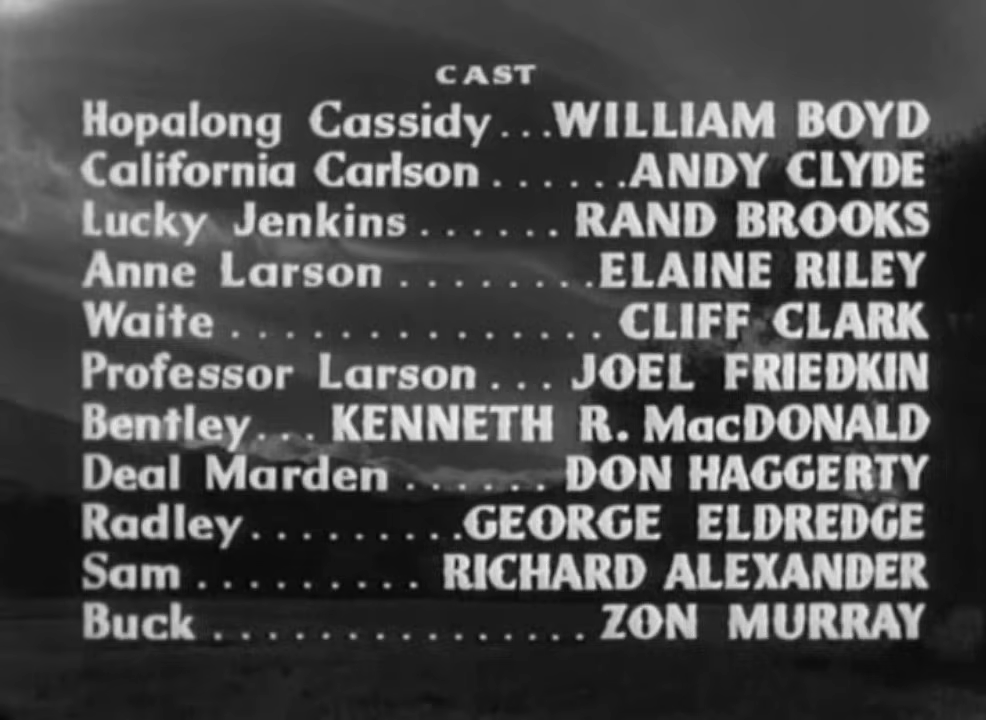 CAST
Hopalong Cassidy...WILLIAM BOYD
California Carlson......ANDY CLYDE
Lucky Jenkins......RAND BROOKS
Anne Larson.........ELAINE RILEY
Waite...............CLIFF CLARK
Professor Larson...JOEL FRIEDKIN
Bentley...KENNETH R. MacDONALD
Deal Marden......DON HAGGERTY
Radley.........GEORGE ELDREDGE
Sam.........RICHARD ALEXANDER
Buck...............ZON MURRAY